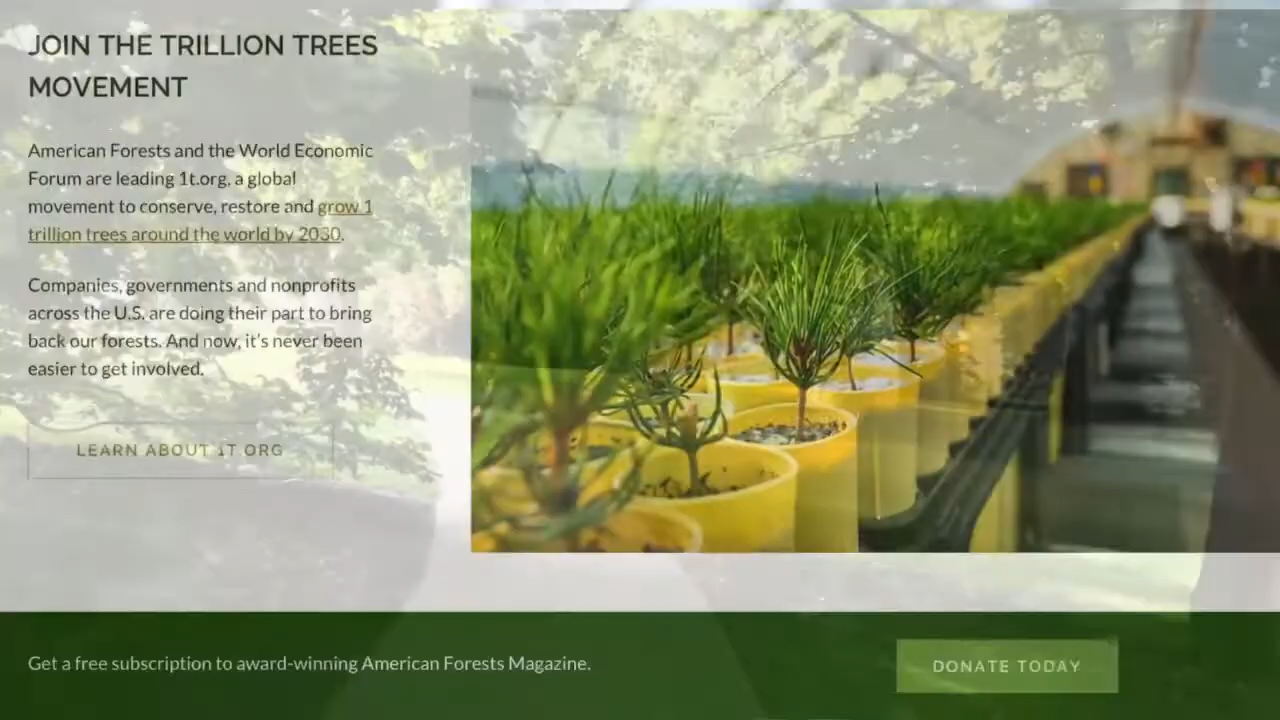 JOIN THE TRILLION TREES
MOVEMENT
American Forests and the World Economic
Forum are leading 1t.org, a global
movement to conserve, restore and grow 1
trillion trees around the world by 2030.
Companies, governments and nonprofits
across the U.S. are doing their part to bring
back our forests. And now, it's never been
easier to get involved.
LEARN ABOUT 1T ORG
Get a free subscription to award-winning American Forests Magazine.
DONATE TODAY